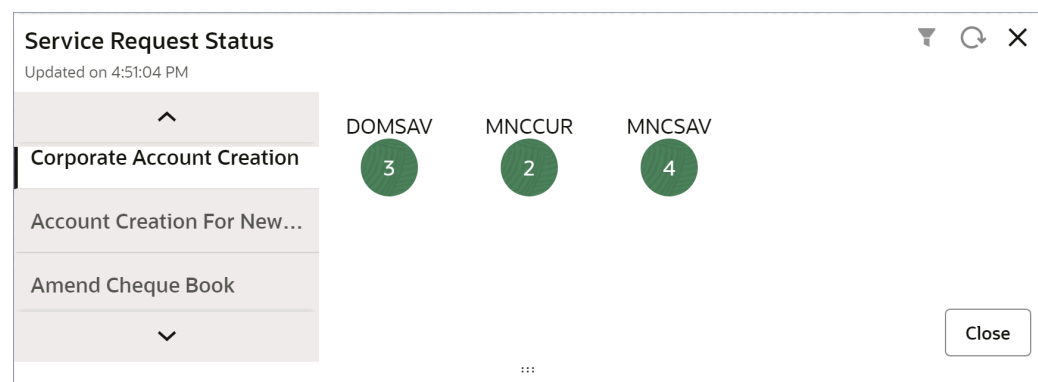 Service Request Status
Updated on 4:51:04 PM
Corporate Account Creation
Account Creation For New...
Amend Cheque Book
DOMSAV MNCCUR MNCSAV
3 2 4
Close